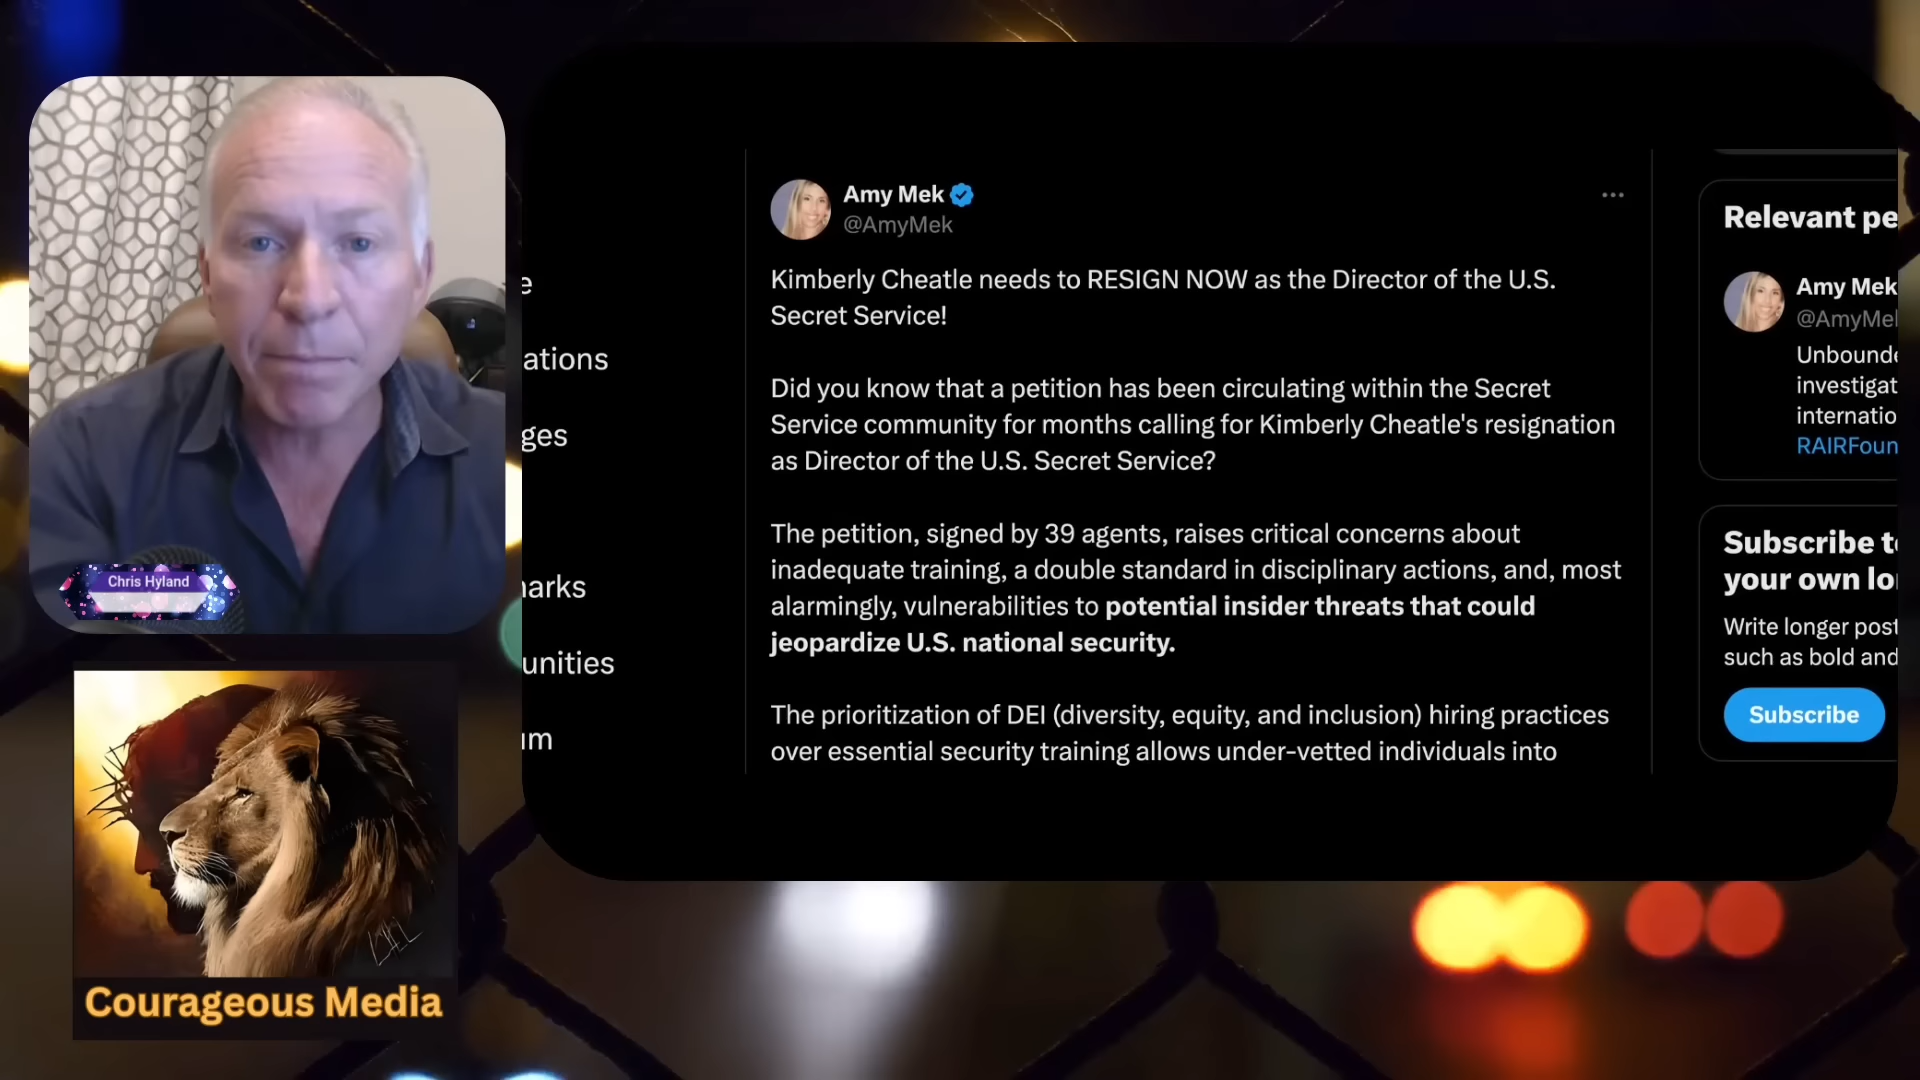 Chris Hyland
Courageous Media
e
ations
ges
arks
unities
um
Amy Mek
@AmyMek
Kimberly Cheatle needs to RESIGN NOW as the Director of the U.S.
Secret Service!
Did you know that a petition has been circulating within the Secret
Service community for months calling for Kimberly Cheatle's resignation
as Director of the U.S. Secret Service?
The petition, signed by 39 agents, raises critical concerns about
inadequate training, a double standard in disciplinary actions, and, most
alarmingly, vulnerabilities to potential insider threats that could
jeopardize U.S. national security.
The prioritization of DEI (diversity, equity, and inclusion) hiring practices
over essential security training allows under-vetted individuals into
Relevant pe
Amy Mek
@AmyMe
Unbounde
investigat
internatio
RAIRFoun
Subscribe t
your own lo
Write longer post
such as bold and
Subscribe